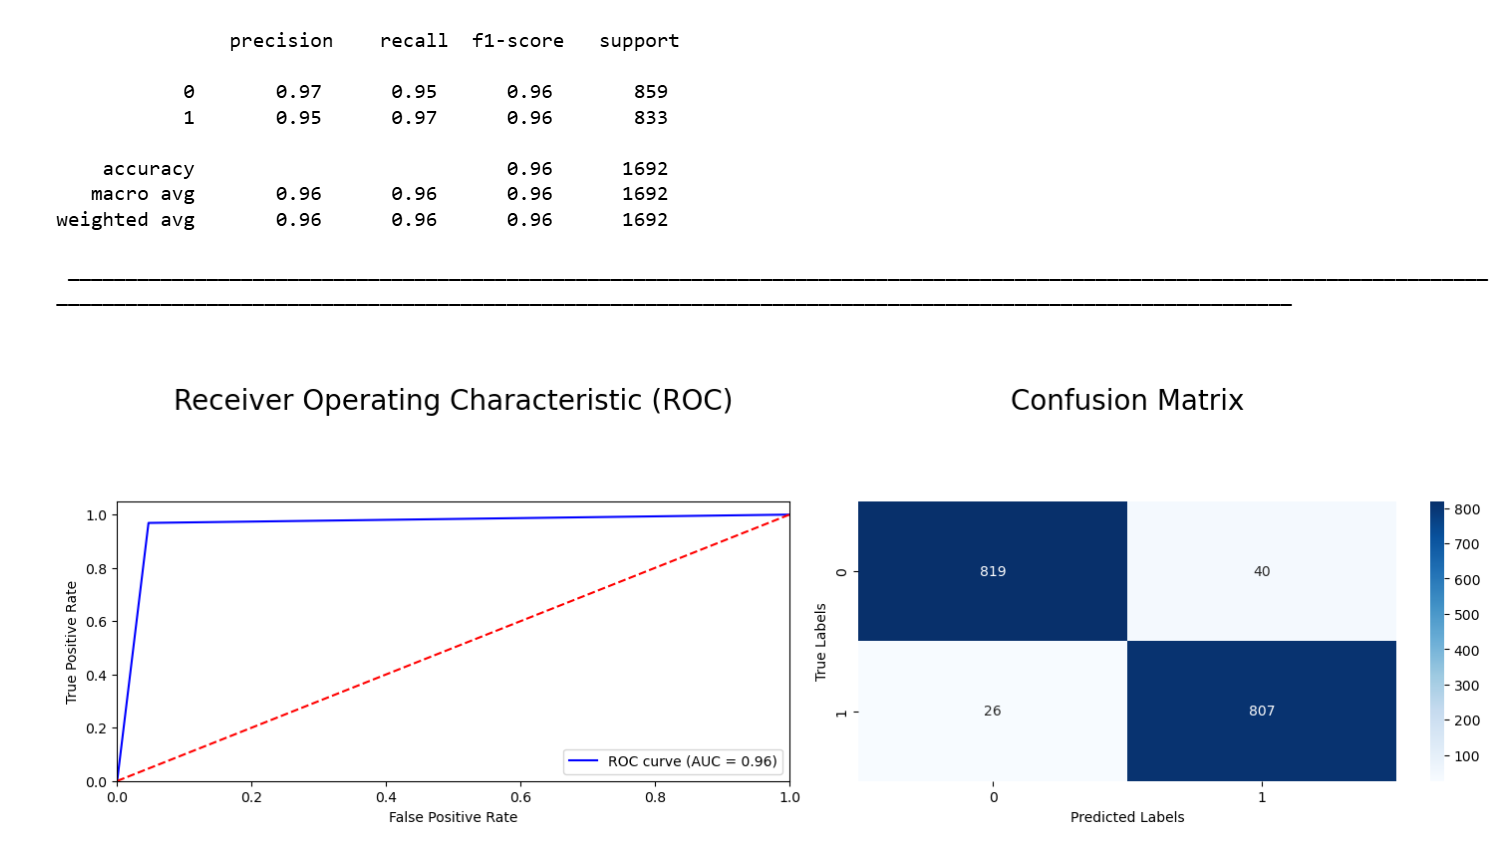 precision recall f1-score support
0 0.97 0.95 0.96 859
1 0.95 0.97 0.96 833
accuracy 0.96 1692
macro avg 0.96 0.96 0.96 1692
weighted avg 0.96 0.96 0.96 1692
Receiver Operating Characteristic (ROC)
1.0
0.8
0.6
0.4
0.2
0.0
True Positive Rate
0.0 0.2 0.4 0.6 0.8 1.0
False Positive Rate
ROC curve (AUC = 0.96)
Confusion Matrix
819 40
26 807
0
1
True Labels
0 1
Predicted Labels
800
700
600
500
400
300
200
100